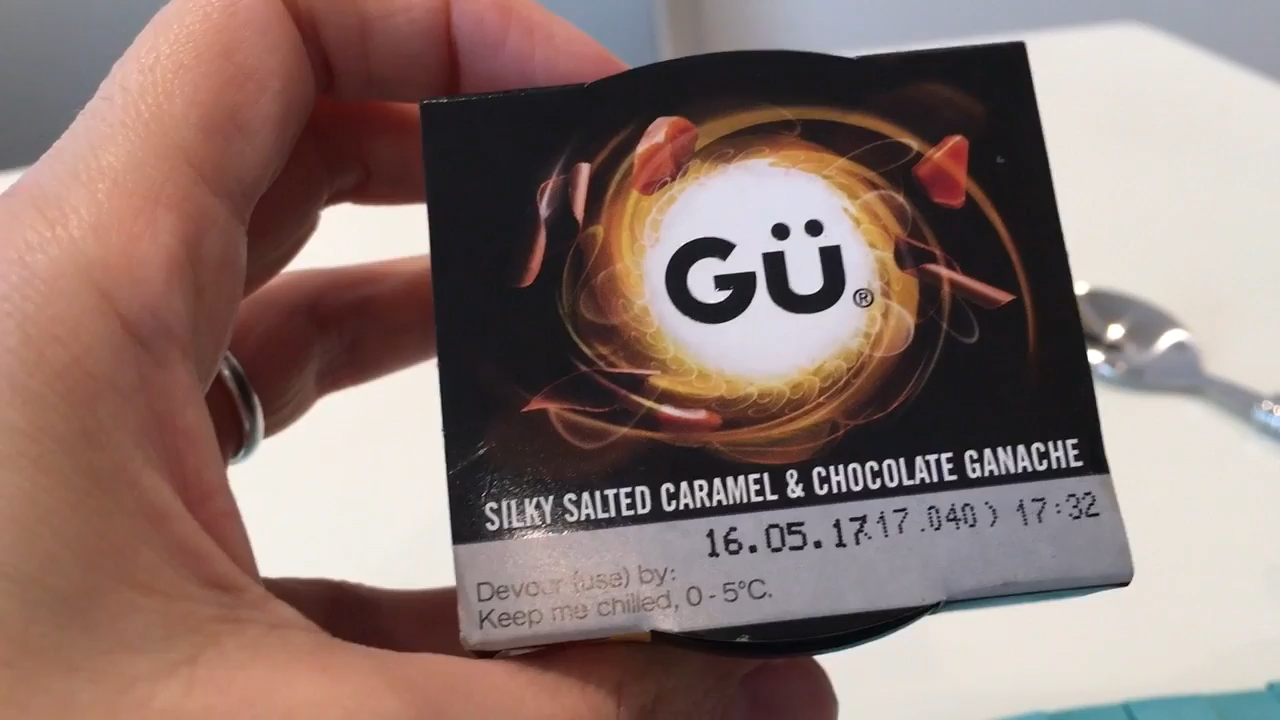 GÜ®
SILKY SALTED CARAMEL & CHOCOLATE GANACHE
16.05.17 17.040) 17:32
Devour (use) by:
Keep me chilled, 0 - 5°C.